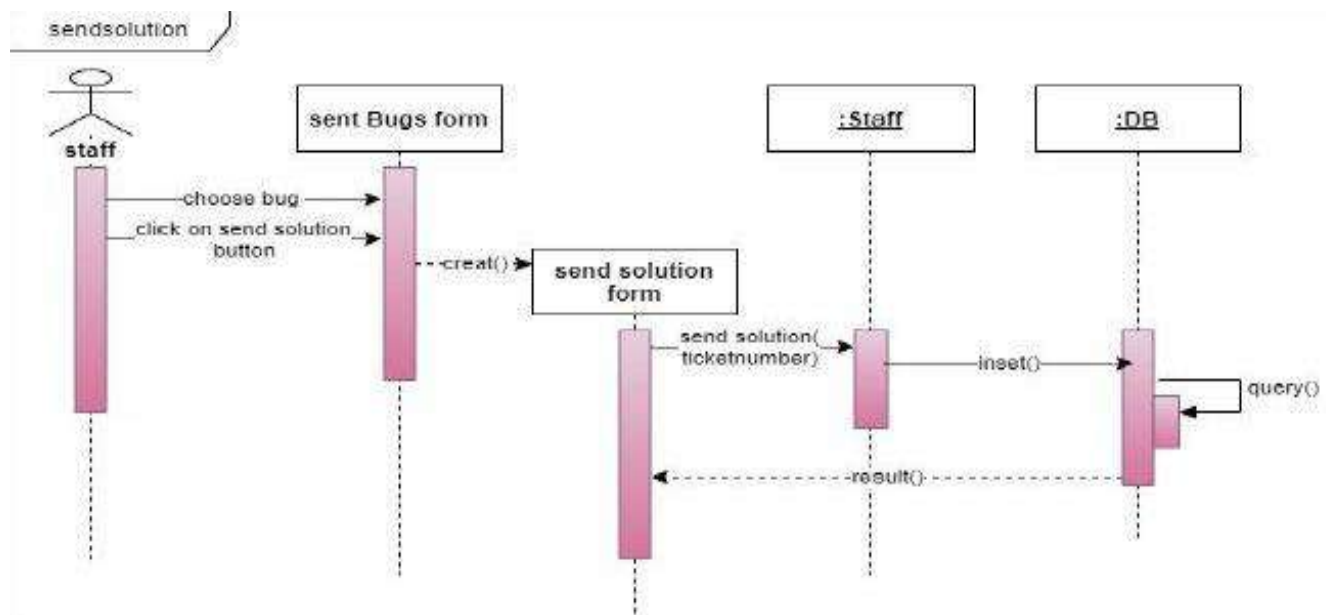 sendsolution
staff
sent Bugs form
:Staff
:DB
choose bug
click on send solution
button
creat()
send solution
form
send solution(
ticketnumber)
inset()
query()
result()